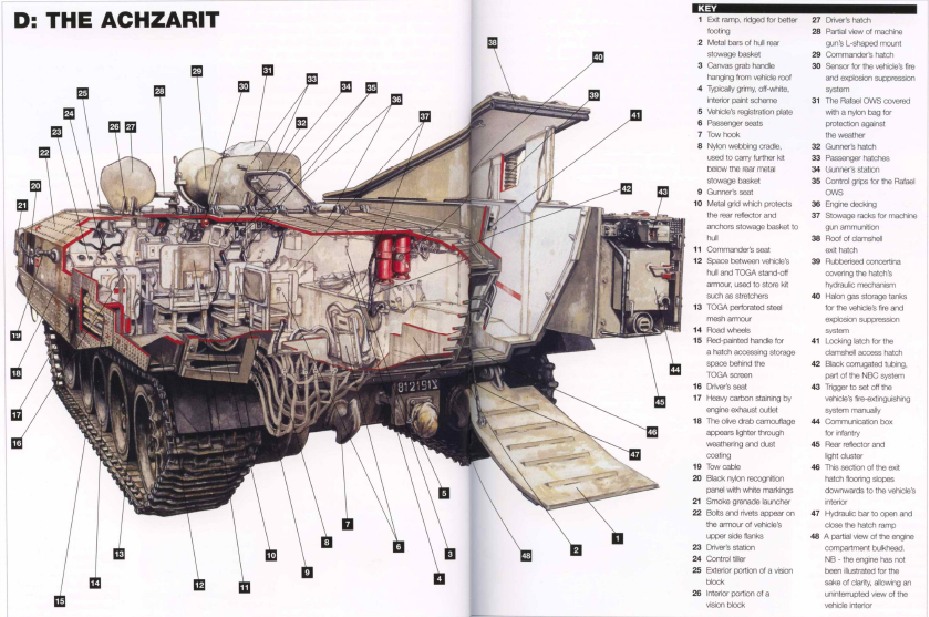 D: THE ACHZARIT
KEY
1 Exit ramp, ridged for better
footing
2 Metal bars of hull rear
stowage basket
3 Canvas grab handle
hanging from vehicle roof
4 Typically grimy, off-white,
interior paint scheme
5 Vehicle's registration plate
6 Passenger seats
7 Tow hook
8 Nylon webbing cradle,
used to carry further kit
below the rear metal
stowage basket
9 Gunner's seat
10 Metal grid which protects
the rear reflector and
anchors stowage basket to
hull
11 Commander's seat
12 Space between vehicle's
hull and TOGA stand-off
armour, used to store kit
such as stretchers
13 TOGA perforated steel
mesh armour
14 Road wheels
15 Red-painted handle for
a hatch accessing storage
space behind the
TOGA screen
16 Driver's seat
17 Heavy carbon staining by
engine exhaust outlet
18 The olive drab camouflage
appears lighter through
weathering and dust
coating
19 Tow cable
20 Black nylon recognition
panel with white markings
21 Smoke grenade launcher
22 Bolts and rivets appear on
the armour of vehicle's
upper side flanks
23 Driver's station
24 Control tiller
25 Exterior portion of a vision
block
26 Interior portion of a
vision block
27 Driver's hatch
28 Partial view of machine
gun's L-shaped mount
29 Commander's hatch
30 Sensor for the vehicle's fire
and explosion suppression
system
31 The Rafael OWS covered
with a nylon bag for
protection against
the weather
32 Gunner's hatch
33 Passenger hatches
34 Gunner's station
35 Control grips for the Rafael
OWS
36 Engine decking
37 Stowage racks for machine
gun ammunition
38 Roof of clamshell
exit hatch
39 Rubberised concertina
covering the hatch's
hydraulic mechanism
40 Halon gas storage tanks
for the vehicle's fire and
explosion suppression
system
41 Locking latch for the
clamshell access hatch
42 Black corrugated tubing,
part of the NBC system
43 Trigger to set off the
vehicle's fire-extinguishing
system manually
44 Communication box
for infantry
45 Rear reflector and
light cluster
46 This section of the exit
hatch flooring slopes
downwards to the vehicle's
interior
47 Hydraulic bar to open and
close the hatch ramp
48 A partial view of the engine
compartment bulkhead,
NB - the engine has not
been illustrated for the
sake of clarity, allowing an
uninterrupted view of the
vehicle interior
38
40
31
29
33
39
25
28
30
34
35
36
24
26
27
32
37
41
23
22
20
42
43
21
19
18
44
17
45
16
46
47
5
7
1
8
6
3
2
48
13
10
9
4
14
12
11
15